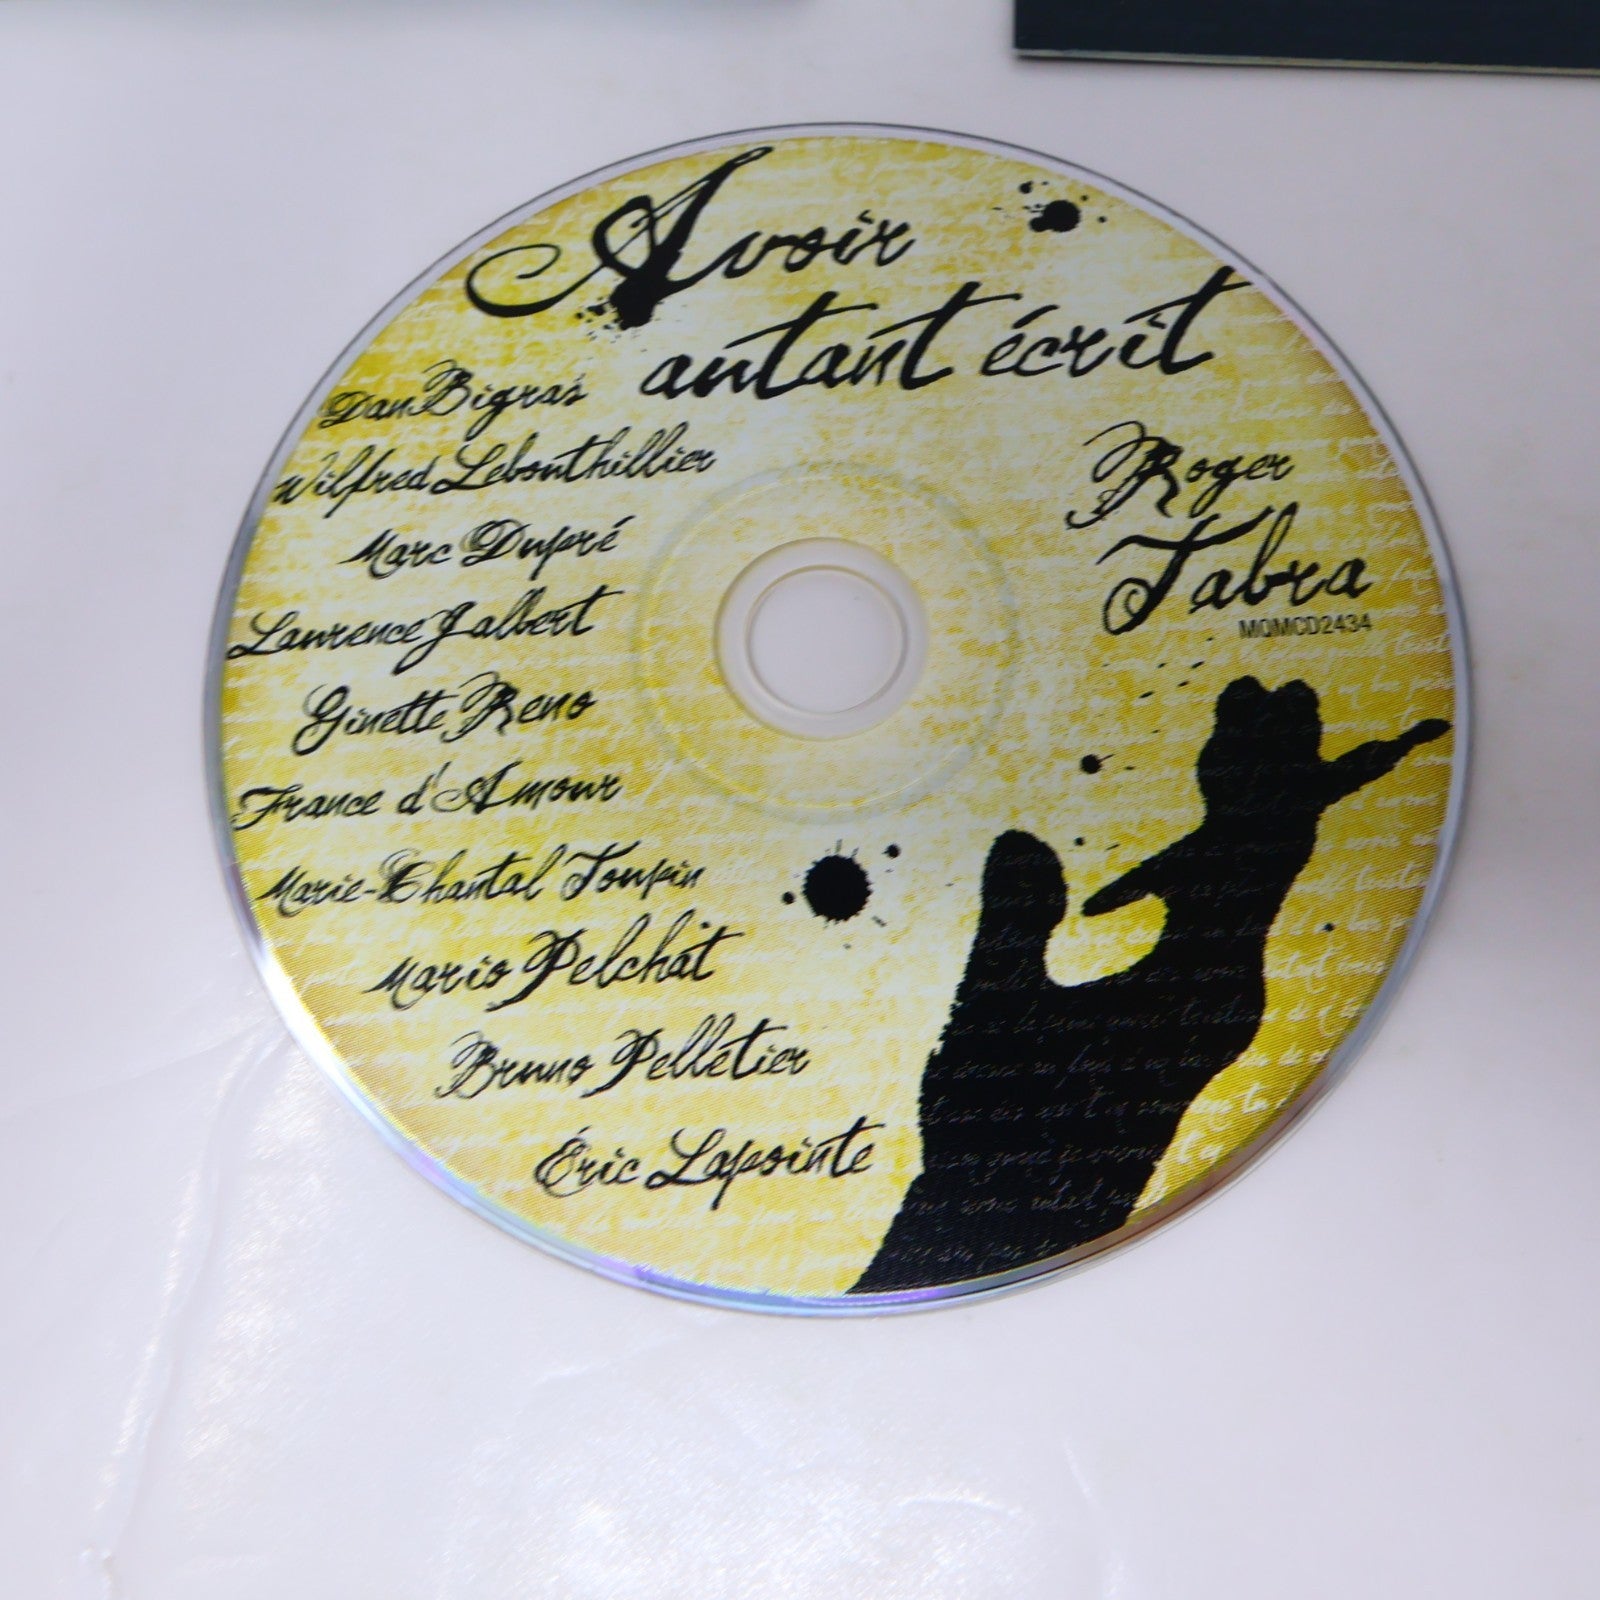 Avoir
autant écrit
Dan Bigras
Wilfred Lebouthillier
Marc Dupré
Laurence Jalbert
Ginette Reno
France d'Amour
Marie-Chantal Toupin
Mario Pelchat
Bruno Pelletier
Éric Lapointe
Roger
Tabra
MQMCD2434